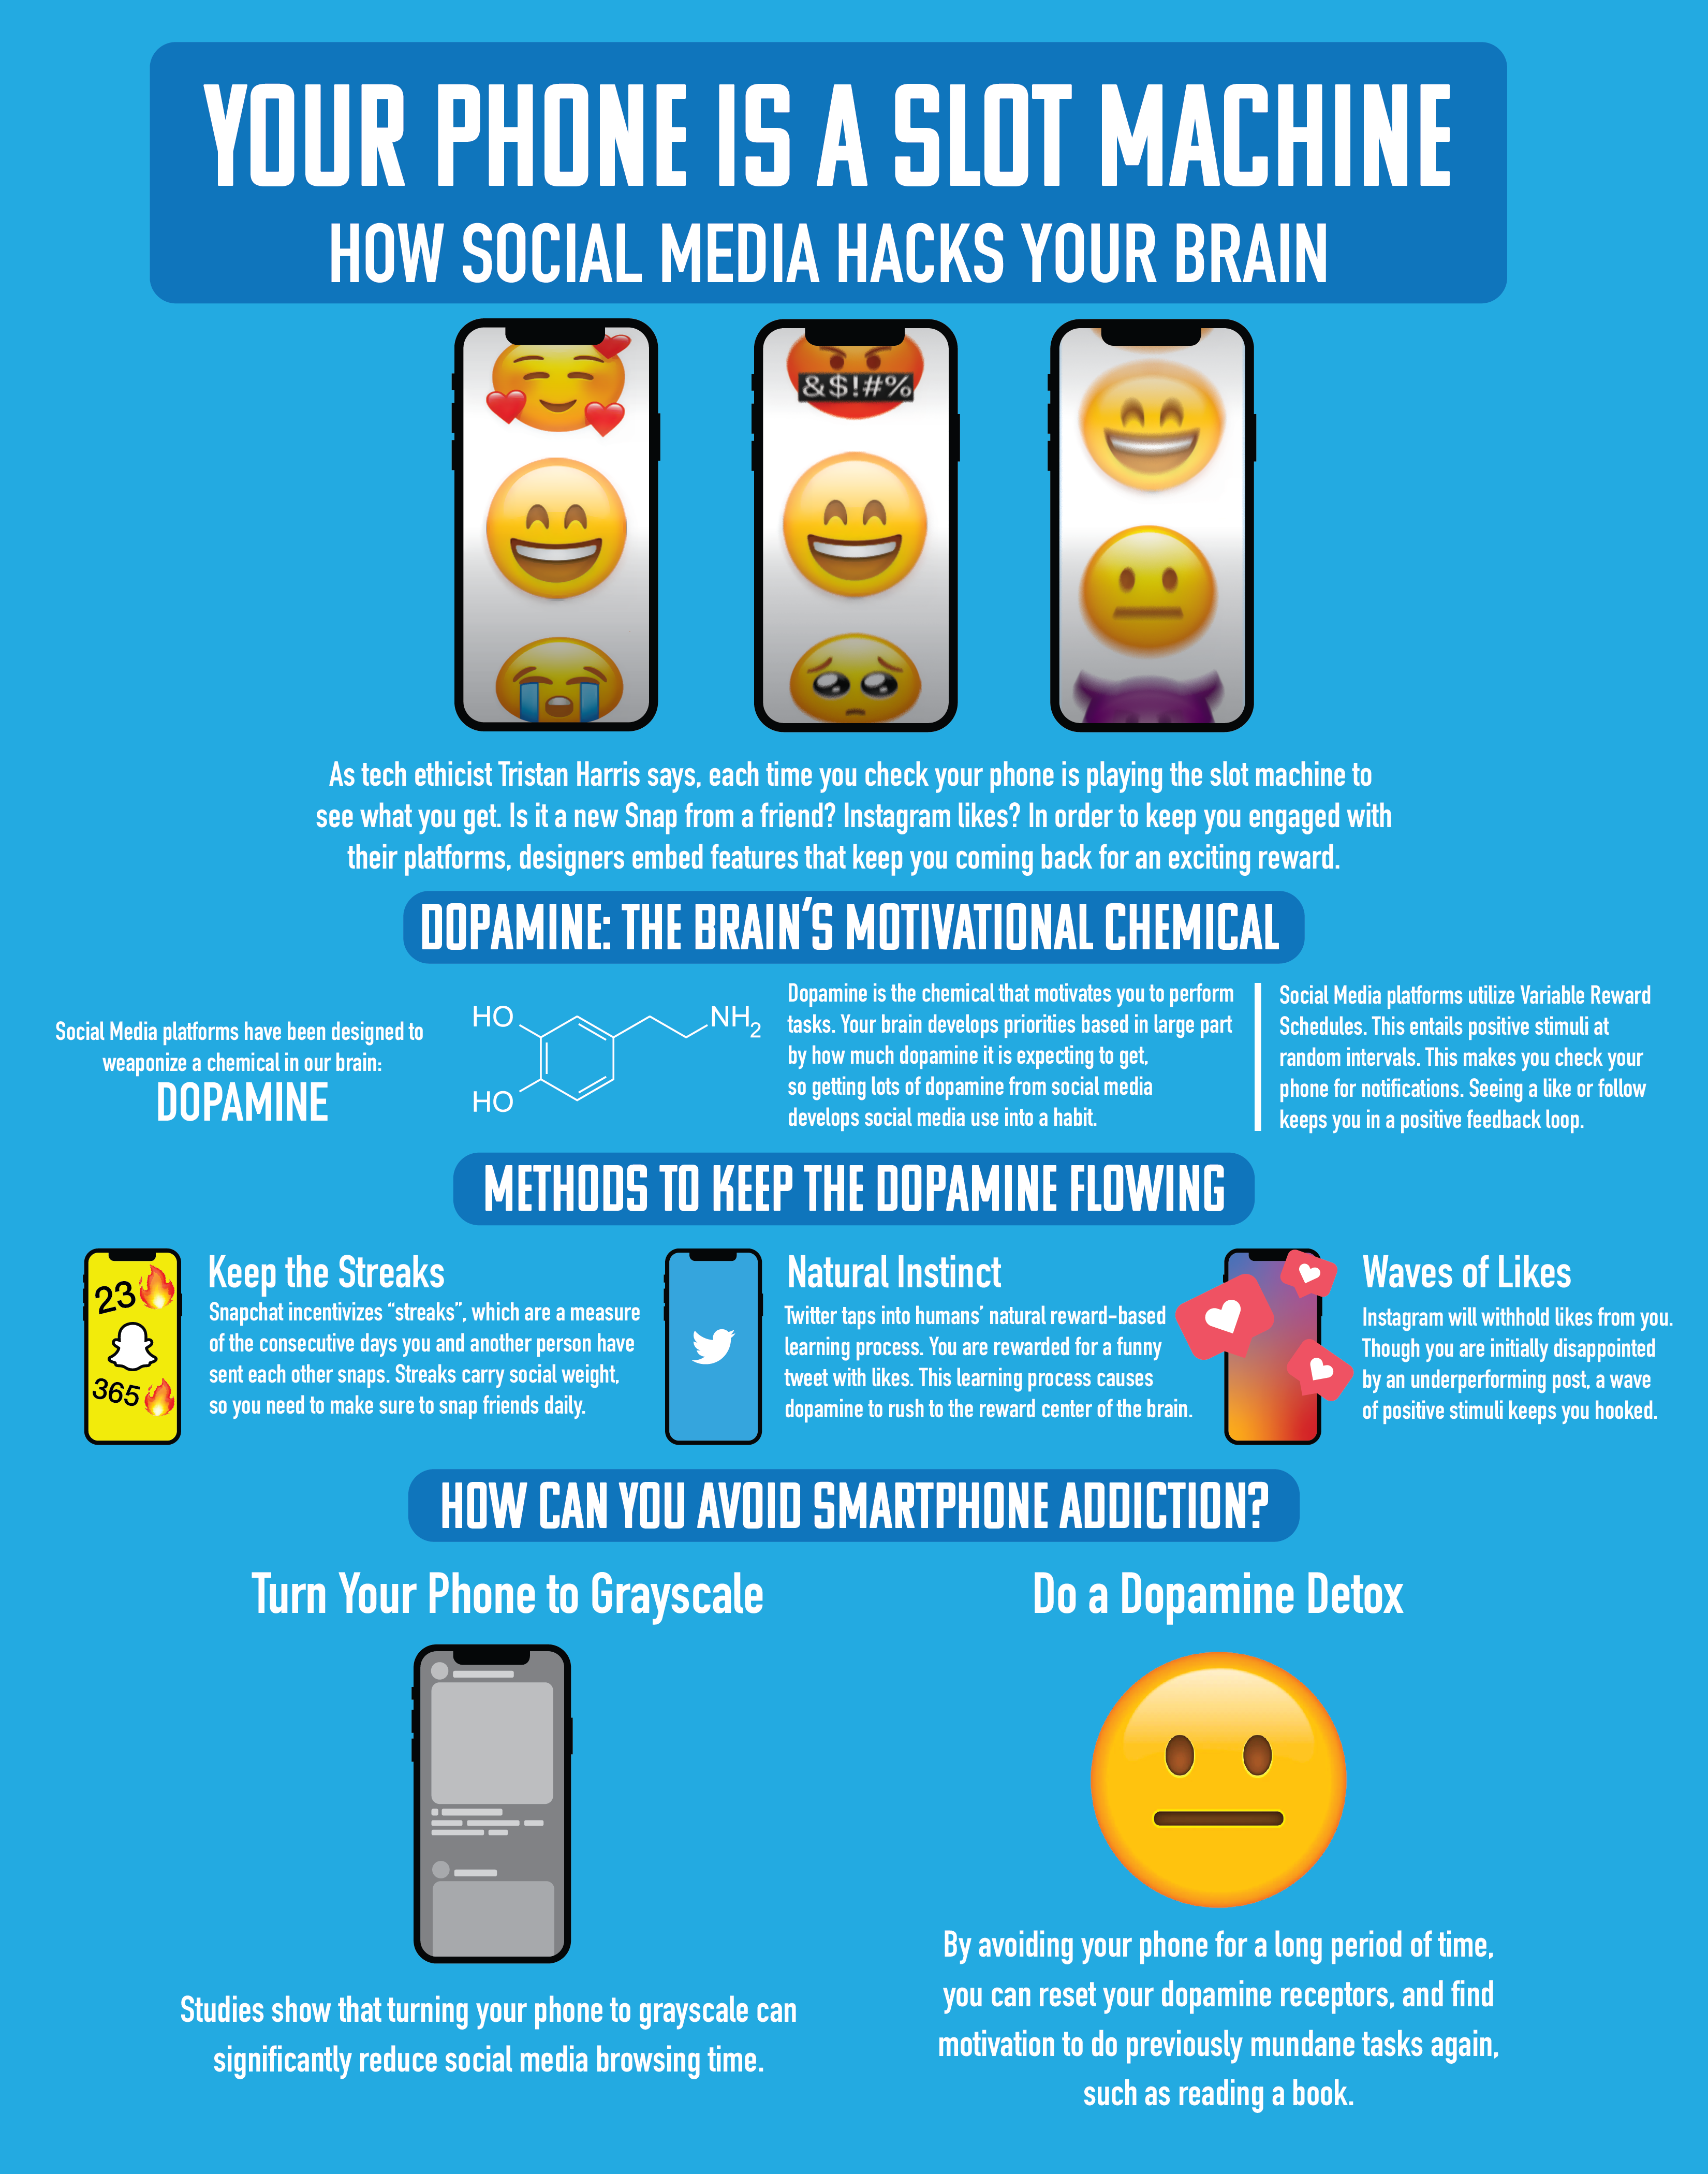 YOUR PHONE IS A SLOT MACHINE
HOW SOCIAL MEDIA HACKS YOUR BRAIN
&$!#%
As tech ethicist Tristan Harris says, each time you check your phone is playing the slot machine to
see what you get. Is it a new Snap from a friend? Instagram likes? In order to keep you engaged with
their platforms, designers embed features that keep you coming back for an exciting reward.
DOPAMINE: THE BRAIN'S MOTIVATIONAL CHEMICAL
Social Media platforms have been designed to
weaponize a chemical in our brain:
DOPAMINE
HO
NH2
HO
Dopamine is the chemical that motivates you to perform
tasks. Your brain develops priorities based in large part
by how much dopamine it is expecting to get,
so getting lots of dopamine from social media
develops social media use into a habit.
Social Media platforms utilize Variable Reward
Schedules. This entails positive stimuli at
random intervals. This makes you check your
phone for notifications. Seeing a like or follow
keeps you in a positive feedback loop.
METHODS TO KEEP THE DOPAMINE FLOWING
23
365
Keep the Streaks
Snapchat incentivizes “streaks”, which are a measure
of the consecutive days you and another person have
sent each other snaps. Streaks carry social weight,
so you need to make sure to snap friends daily.
Natural Instinct
Twitter taps into humans’ natural reward-based
learning process. You are rewarded for a funny
tweet with likes. This learning process causes
dopamine to rush to the reward center of the brain.
Waves of Likes
Instagram will withhold likes from you.
Though you are initially disappointed
by an underperforming post, a wave
of positive stimuli keeps you hooked.
HOW CAN YOU AVOID SMARTPHONE ADDICTION?
Turn Your Phone to Grayscale
Studies show that turning your phone to grayscale can
significantly reduce social media browsing time.
Do a Dopamine Detox
By avoiding your phone for a long period of time,
you can reset your dopamine receptors, and find
motivation to do previously mundane tasks again,
such as reading a book.